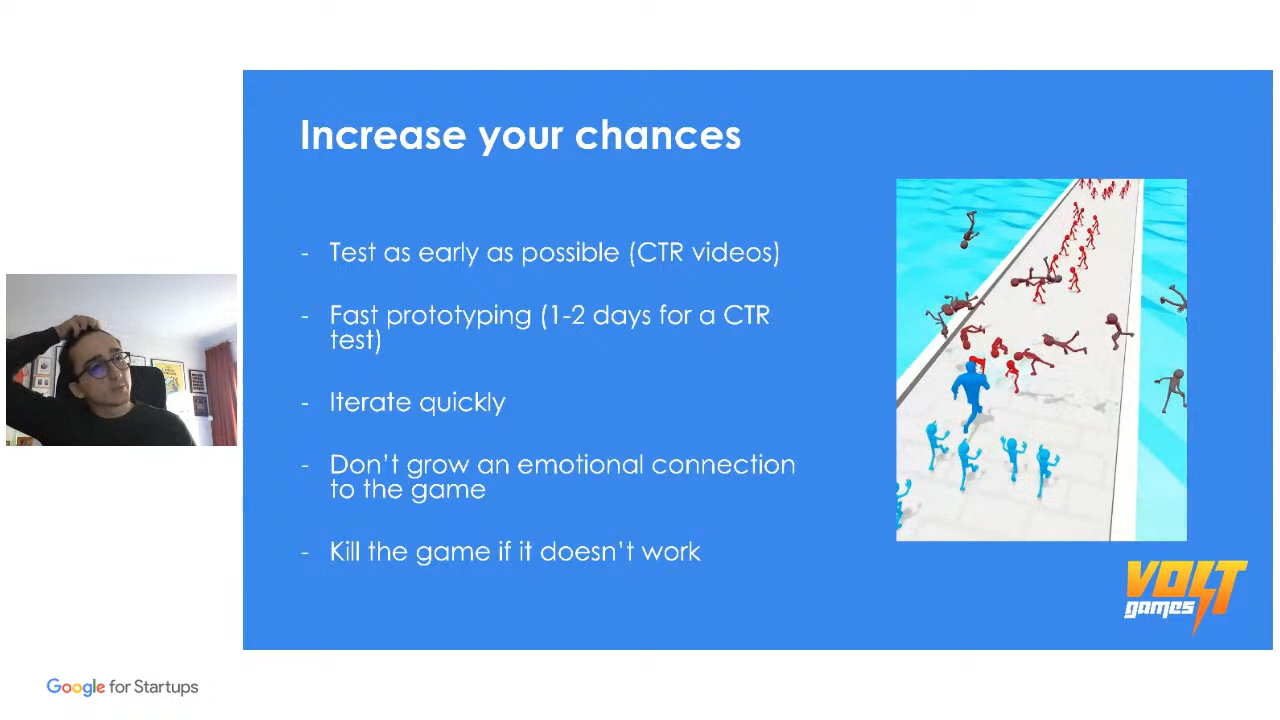 Increase your chances
- Test as early as possible (CTR videos)
- Fast prototyping (1-2 days for a CTR
test)
- Iterate quickly
- Don't grow an emotional connection
to the game
- Kill the game if it doesn't work
VOLT
games
Google for Startups